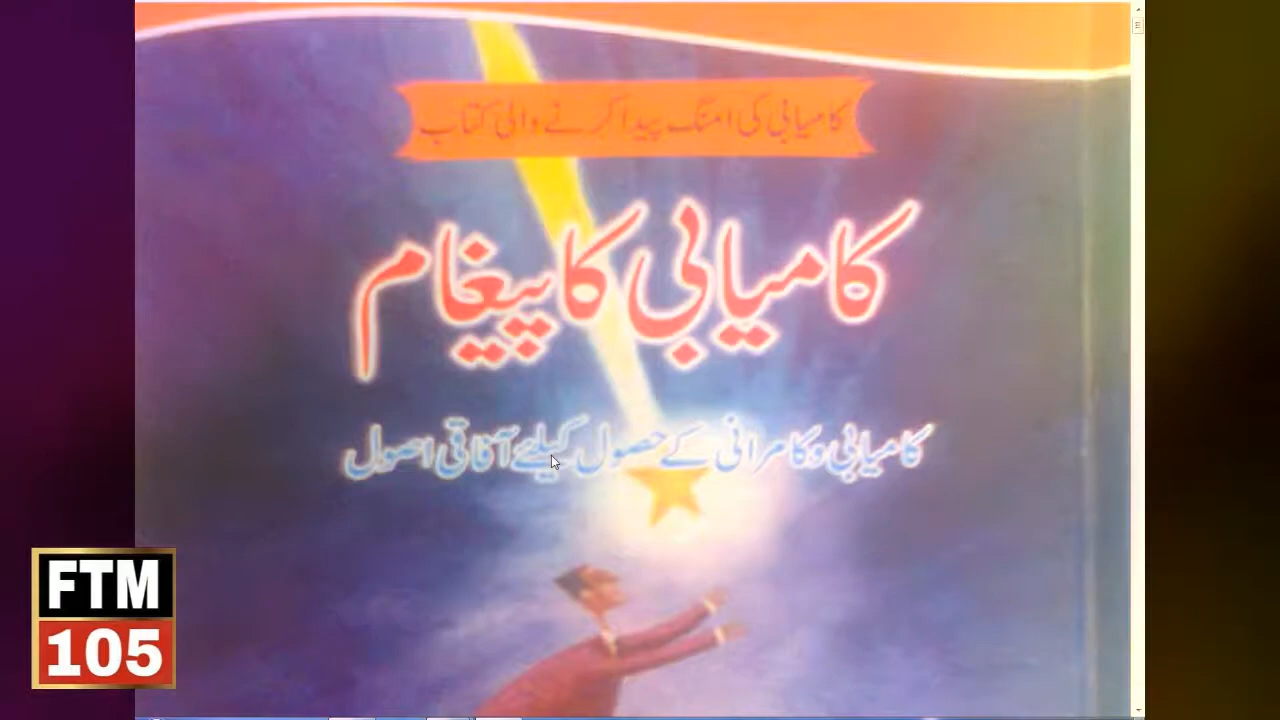 کامیابی کی امنگ پیدا کرنے والی کتاب
کامیابی کا پیغام
کامیابی و کامرانی کے حصول کیلئے آفاقی اصول
FTM
105